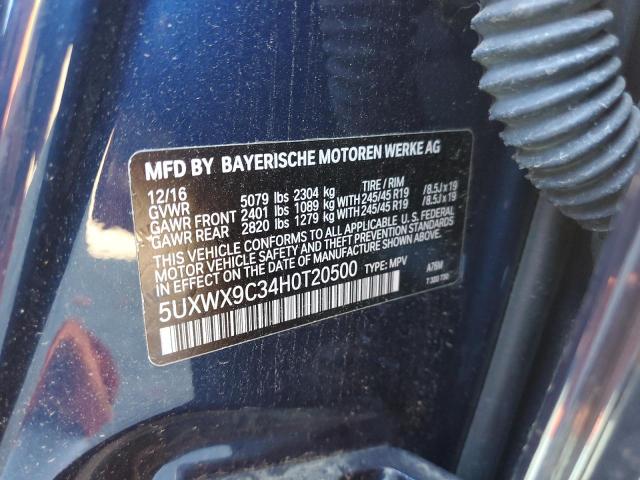 MFD BY BAYERISCHE MOTOREN WERKE AG
12/16
GVWR 5079 lbs 2304 kg TIRE / RIM
GAWR FRONT 2401 lbs 1089 kg WITH 245/45 R19 / 8.5J x 19
GAWR REAR 2820 lbs 1279 kg WITH 245/45 R19 / 8.5J x 19
THIS VEHICLE CONFORMS TO ALL APPLICABLE U.S. FEDERAL
MOTOR VEHICLE SAFETY AND THEFT PREVENTION STANDARDS
IN EFFECT ON THE DATE OF MANUFACTURE SHOWN ABOVE.
5UXWX9C34H0T20500 TYPE: MPV A76M